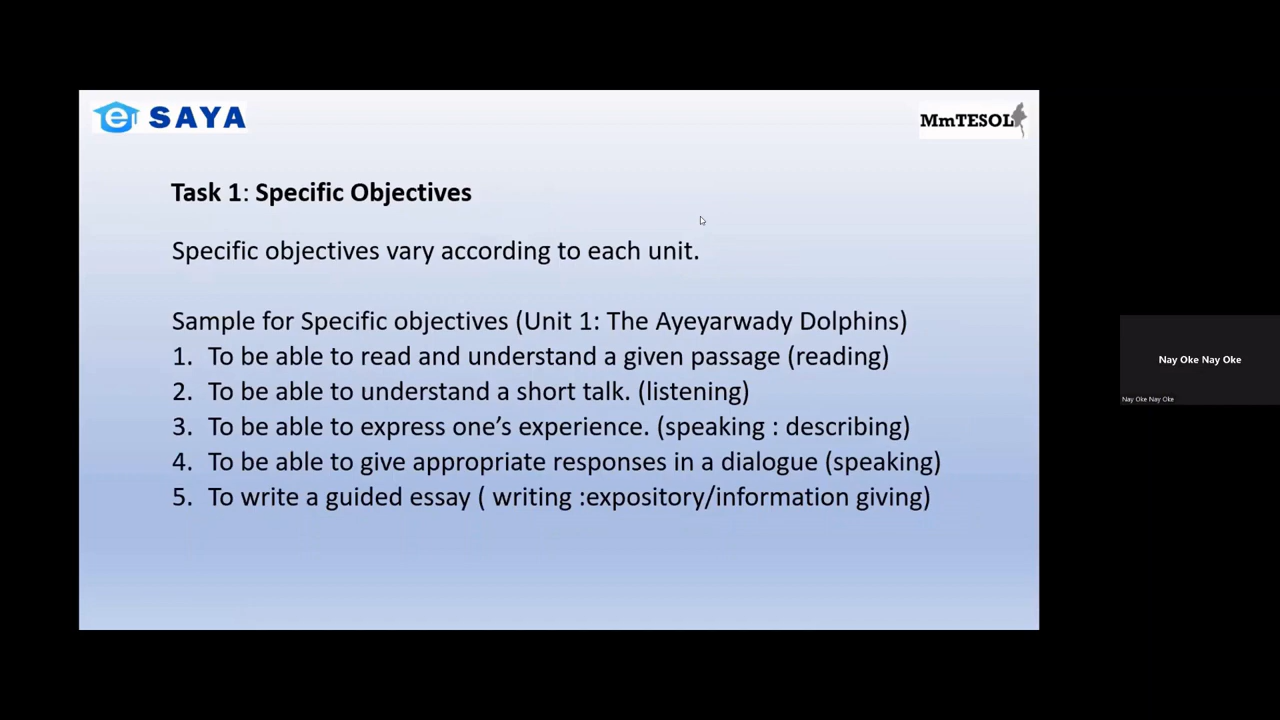 e SAYA
MmTESOL
Task 1: Specific Objectives
Specific objectives vary according to each unit.
Sample for Specific objectives (Unit 1: The Ayeyarwady Dolphins)
1. To be able to read and understand a given passage (reading)
2. To be able to understand a short talk. (listening)
3. To be able to express one’s experience. (speaking : describing)
4. To be able to give appropriate responses in a dialogue (speaking)
5. To write a guided essay ( writing :expository/information giving)
Nay Oke Nay Oke
Nay Oke Nay Oke